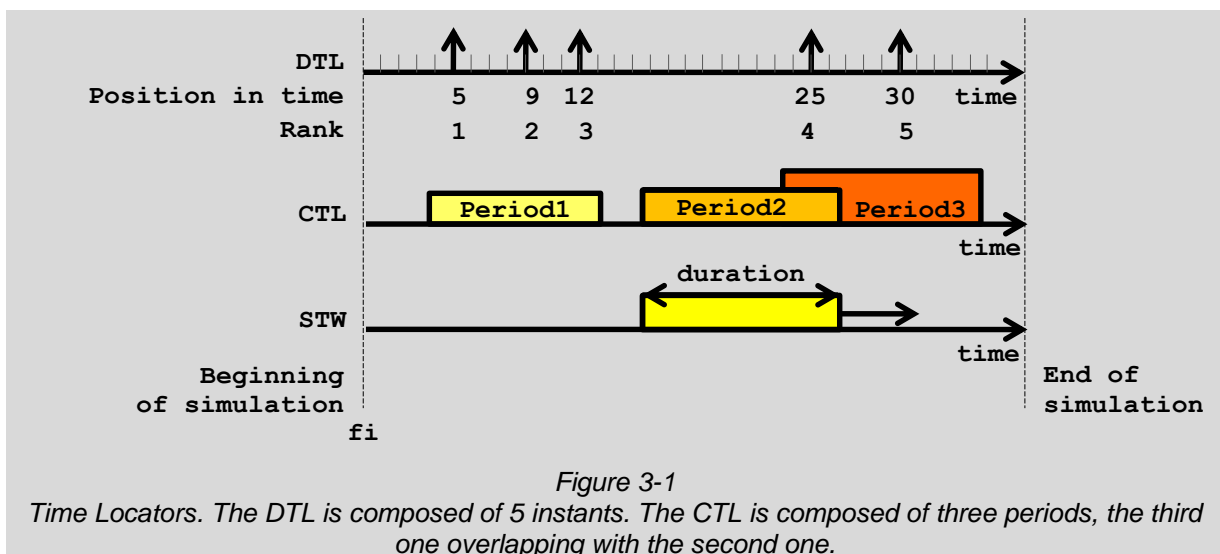 DTL
Position in time 5 9 12 25 30 time
Rank 1 2 3 4 5
CTL Period1 Period2 Period3
time
duration
STW
time
Beginning
of simulation
End of
simulation
fi
Figure 3-1
Time Locators. The DTL is composed of 5 instants. The CTL is composed of three periods, the third
one overlapping with the second one.